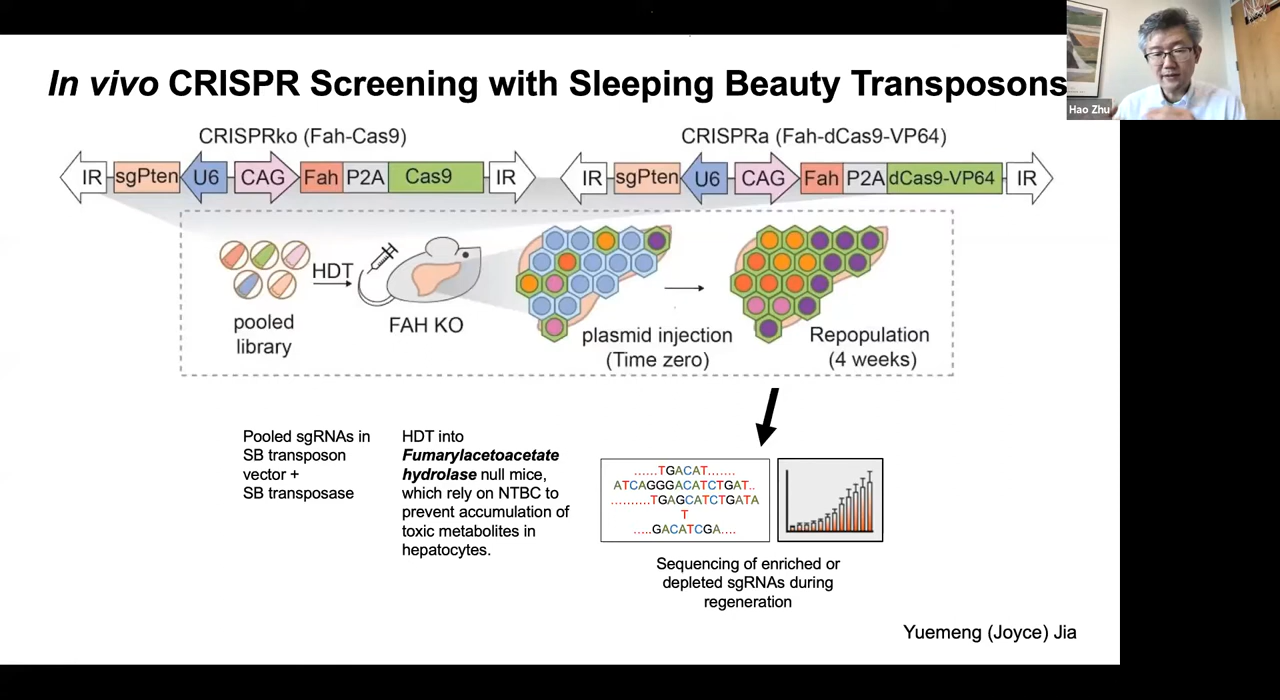 In vivo CRISPR Screening with Sleeping Beauty Transposons
Hao Zhu
CRISPRko (Fah-Cas9)
IR sgPten U6 CAG Fah P2A Cas9 IR
CRISPRa (Fah-dCas9-VP64)
IR sgPten U6 CAG Fah P2A dCas9-VP64 IR
pooled
library
HDT
FAH KO
plasmid injection
(Time zero)
Repopulation
(4 weeks)
Pooled sgRNAs in
SB transposon
vector +
SB transposase
HDT into
Fumarylacetoacetate
hydrolase null mice,
which rely on NTBC to
prevent accumulation of
toxic metabolites in
hepatocytes.
......TGACAT.......
ATCAGGGACATCTGAT..
..........TGAGCATCTGATA
T
.....GACATCGA....
Sequencing of enriched or
depleted sgRNAs during
regeneration
Yuemeng (Joyce) Jia